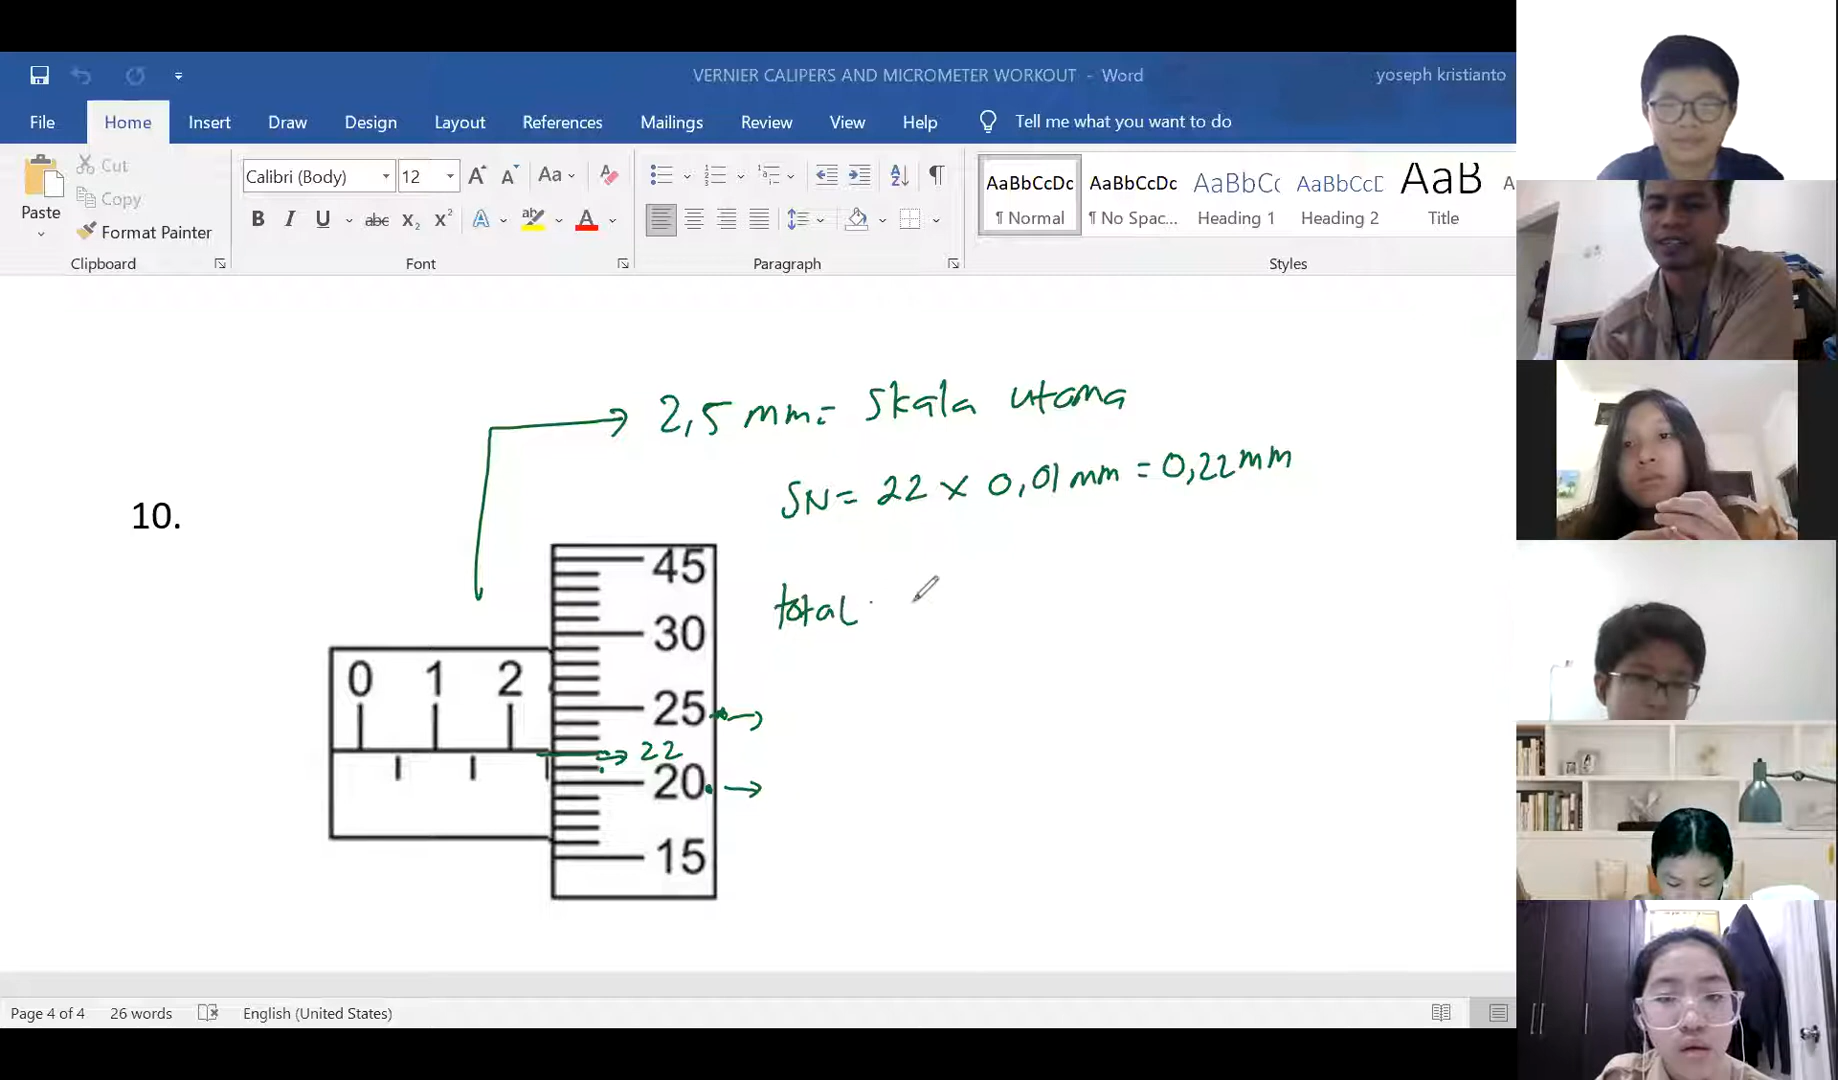 VERNIER CALIPERS AND MICROMETER WORKOUT - Word
yoseph kristianto
File Home Insert Draw Design Layout References Mailings Review View Help Tell me what you want to do
Cut
Copy
Format Painter
Paste
Clipboard
Calibri (Body) 12
Font
Paragraph
AaBbCcDc AaBbCcDc AaBbCc AaBbCcD AaB
¶ Normal ¶ No Spac... Heading 1 Heading 2 Title
Styles
2,5 mm = Skala utama
SN = 22 x 0,01 mm = 0,22 mm
10.
total
45
30
0 1 2
25
22
20
15
Page 4 of 4 26 words English (United States)